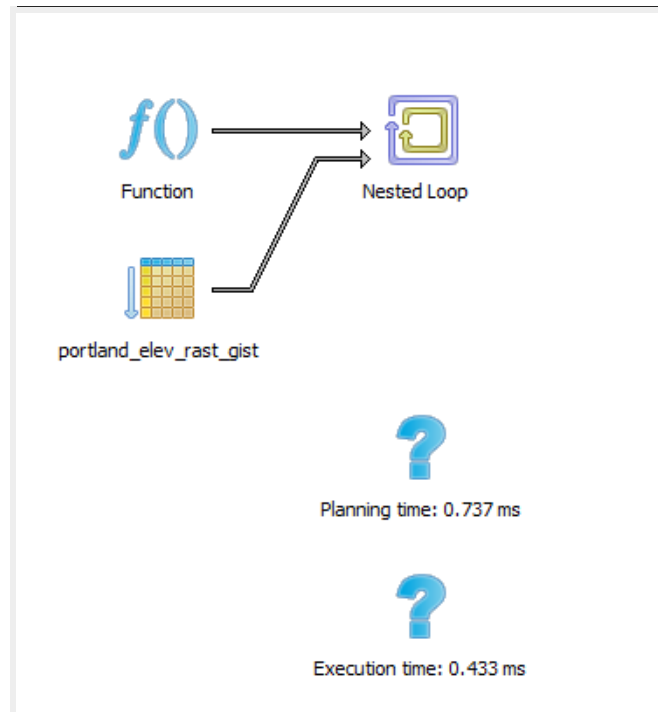 f()
Function
Nested Loop
portland_elev_rast_gist
?
Planning time: 0.737 ms
?
Execution time: 0.433 ms